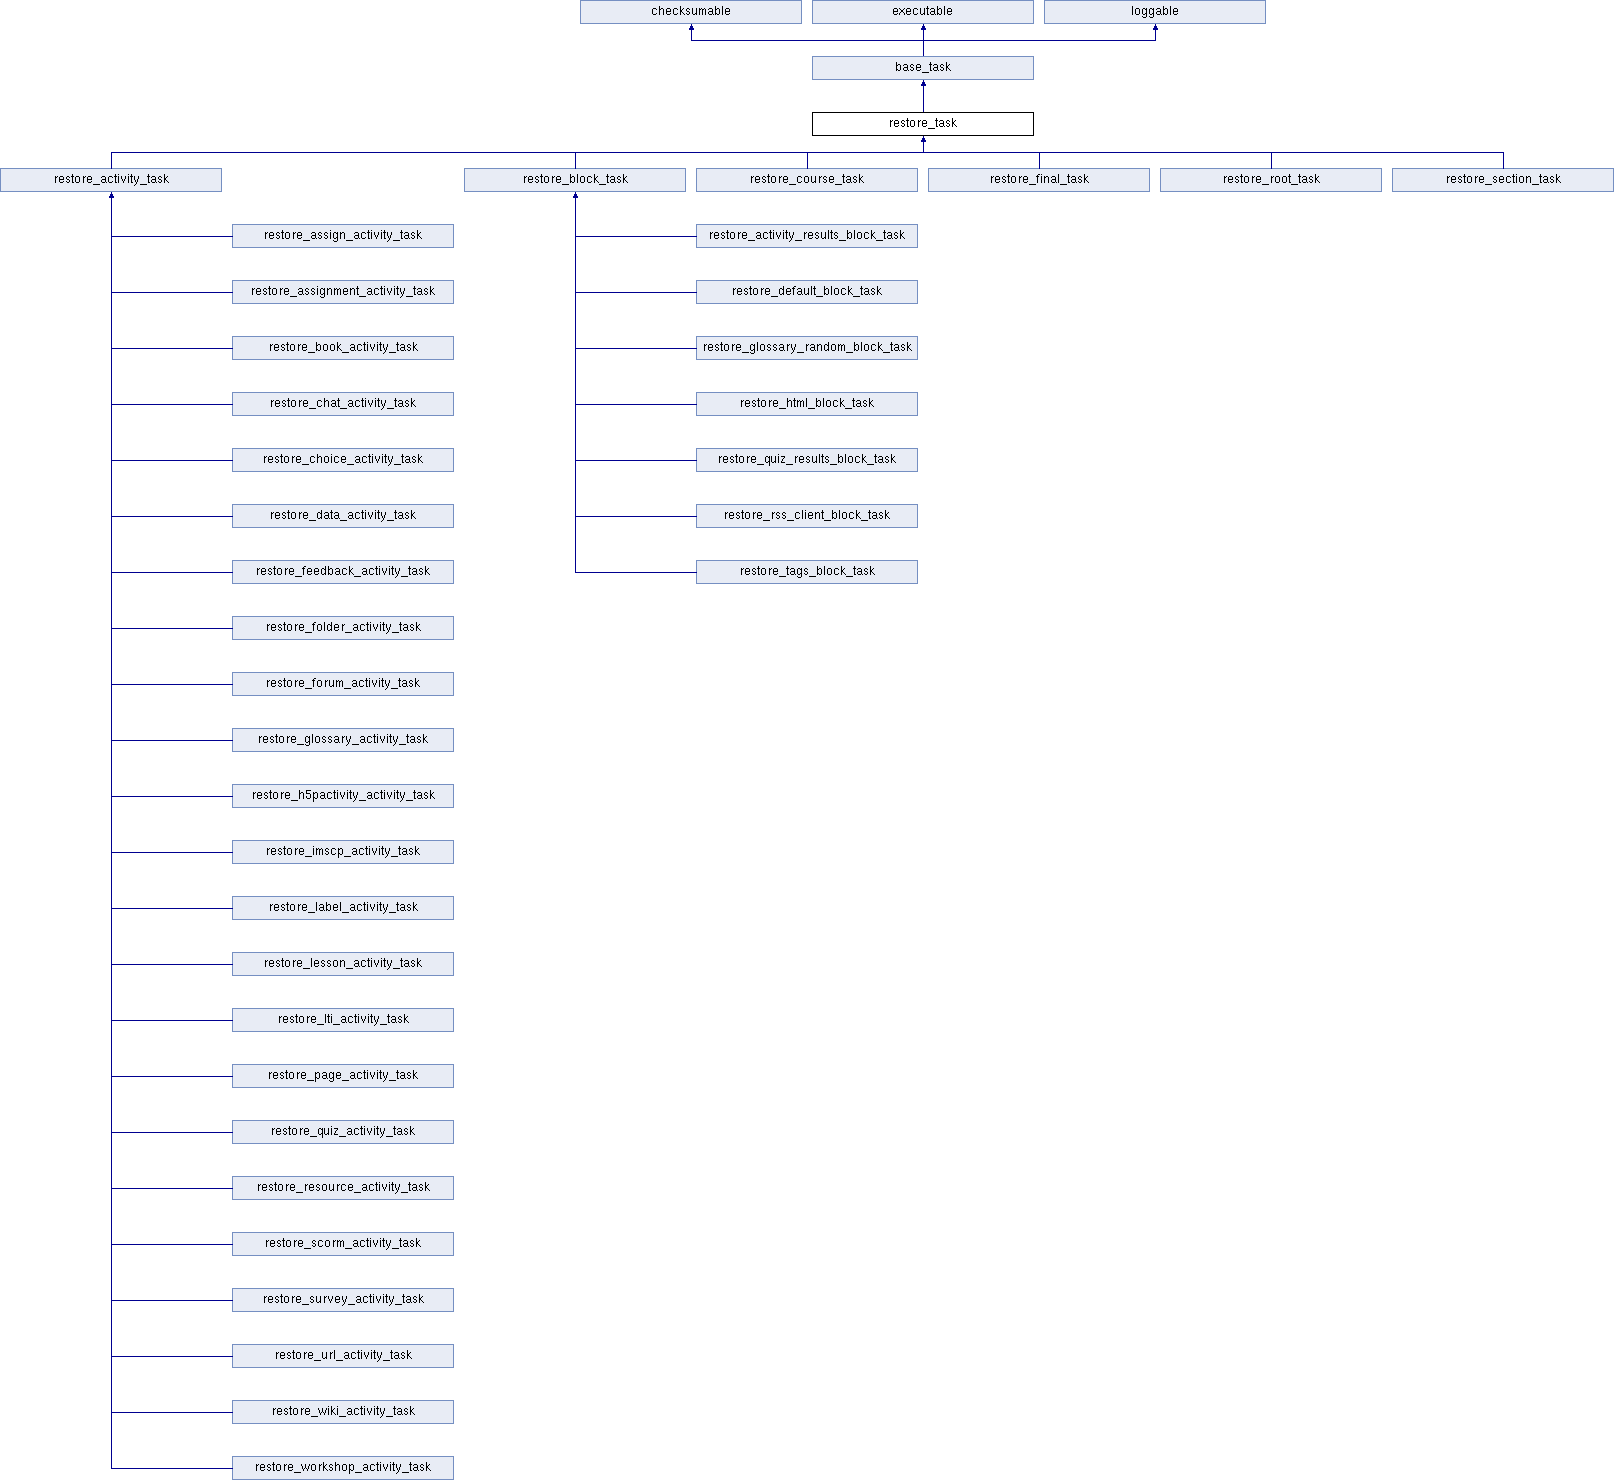 checksumable
executable
loggable
base_task
restore_task
restore_activity_task
restore_block_task
restore_course_task
restore_final_task
restore_root_task
restore_section_task
restore_assign_activity_task
restore_activity_results_block_task
restore_assignment_activity_task
restore_default_block_task
restore_book_activity_task
restore_glossary_random_block_task
restore_chat_activity_task
restore_html_block_task
restore_choice_activity_task
restore_quiz_results_block_task
restore_data_activity_task
restore_rss_client_block_task
restore_feedback_activity_task
restore_tags_block_task
restore_folder_activity_task
restore_forum_activity_task
restore_glossary_activity_task
restore_h5pactivity_activity_task
restore_imscp_activity_task
restore_label_activity_task
restore_lesson_activity_task
restore_lti_activity_task
restore_page_activity_task
restore_quiz_activity_task
restore_resource_activity_task
restore_scorm_activity_task
restore_survey_activity_task
restore_url_activity_task
restore_wiki_activity_task
restore_workshop_activity_task